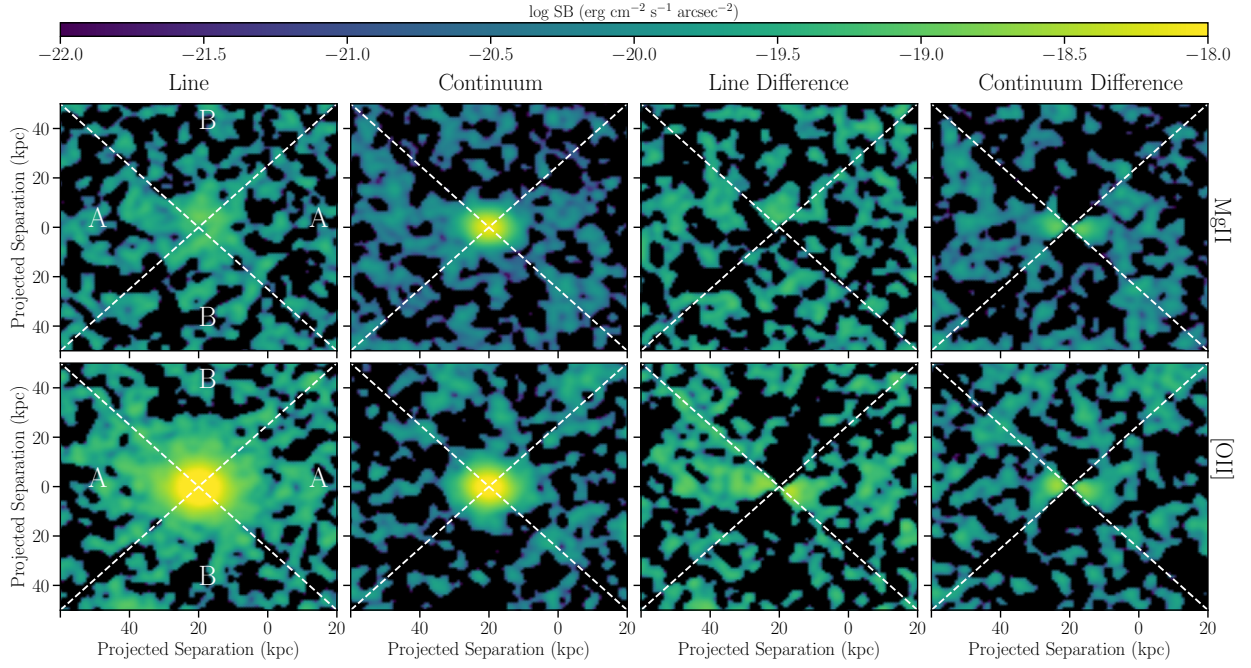 log SB (erg cm⁻² s⁻¹ arcsec⁻²)
−22.0 −21.5 −21.0 −20.5 −20.0 −19.5 −19.0 −18.5 −18.0
Line Continuum Line Difference Continuum Difference
Projected Separation (kpc)
40
20
0
20
40
B
A A
B
MgII
Projected Separation (kpc)
40
20
0
20
40
B
A A
B
[OII]
40 20 0 20 40 20 0 20 40 20 0 20 40 20 0 20
Projected Separation (kpc) Projected Separation (kpc) Projected Separation (kpc) Projected Separation (kpc)